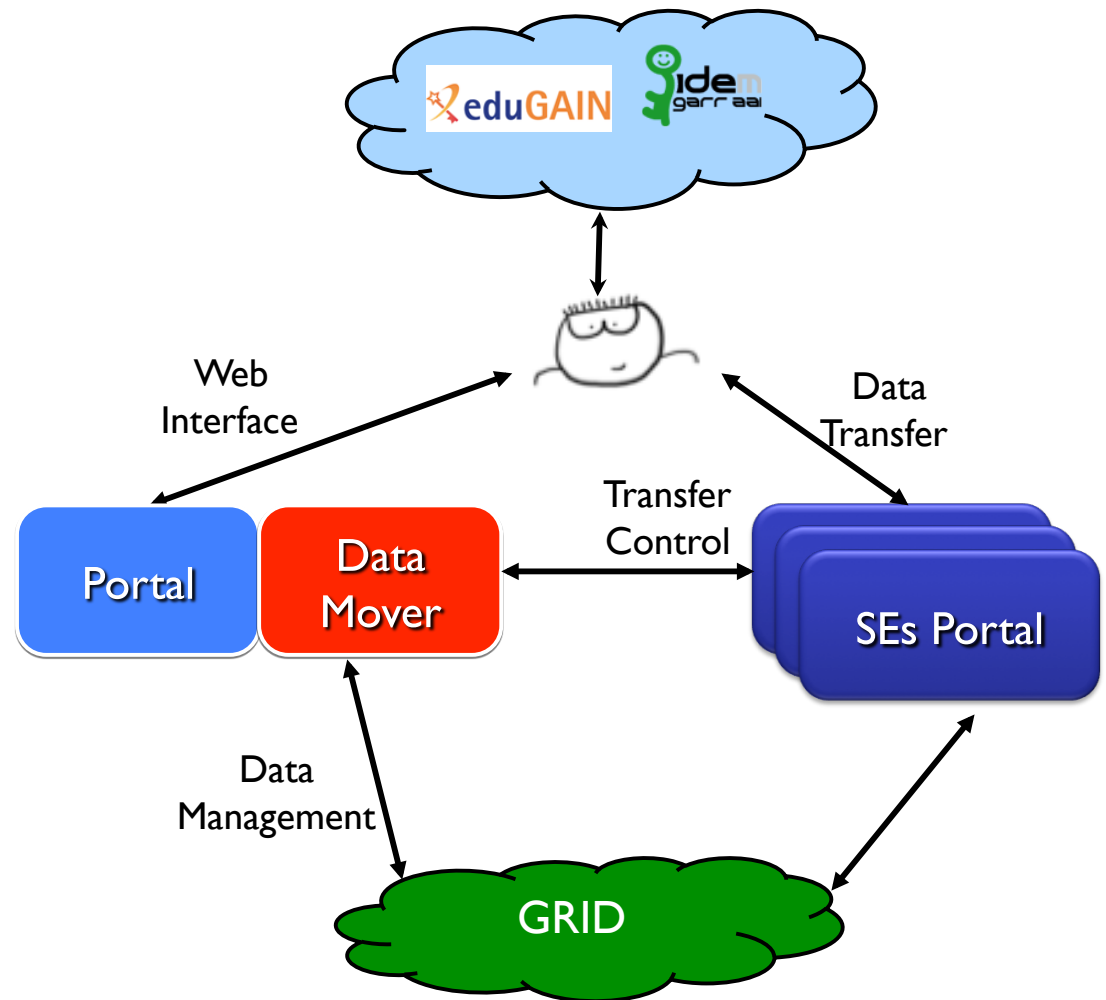 eduGAIN
idem
garr aai
Web
Interface
Data
Transfer
Transfer
Control
Portal
Data
Mover
SEs Portal
Data
Management
GRID